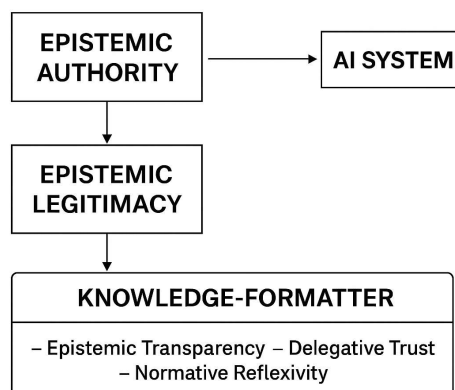 EPISTEMIC
AUTHORITY
AI SYSTEM
EPISTEMIC
LEGITIMACY
KNOWLEDGE-FORMATTER
– Epistemic Transparency – Delegative Trust
– Normative Reflexivity